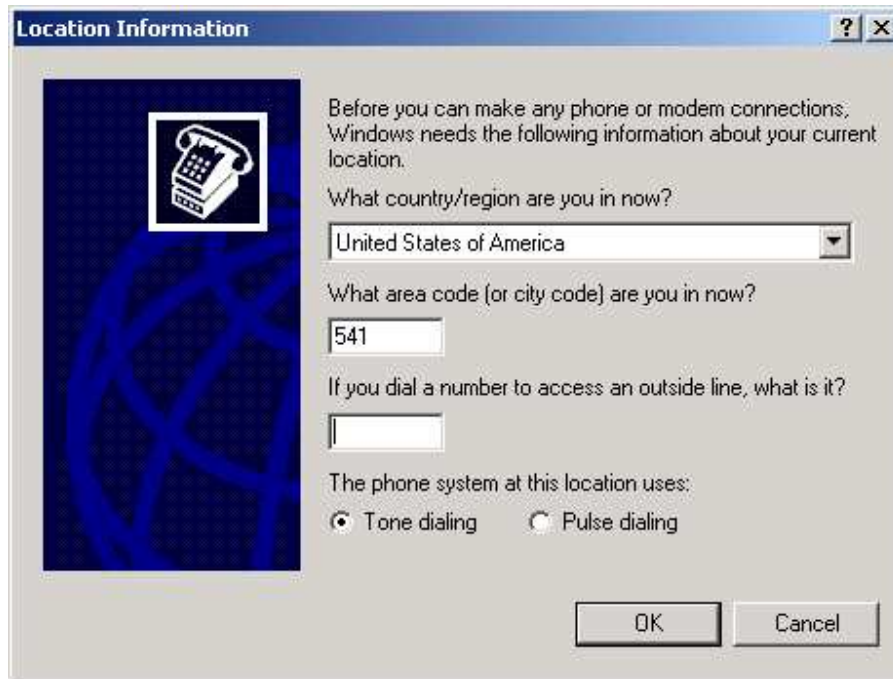 Location Information
Before you can make any phone or modem connections,
Windows needs the following information about your current
location.
What country/region are you in now?
United States of America
What area code (or city code) are you in now?
541
If you dial a number to access an outside line, what is it?
The phone system at this location uses:
Tone dialing Pulse dialing
OK Cancel